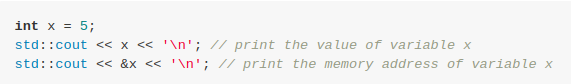 int x = 5;
std::cout << x << '\n'; // print the value of variable x
std::cout << &x << '\n'; // print the memory address of variable x